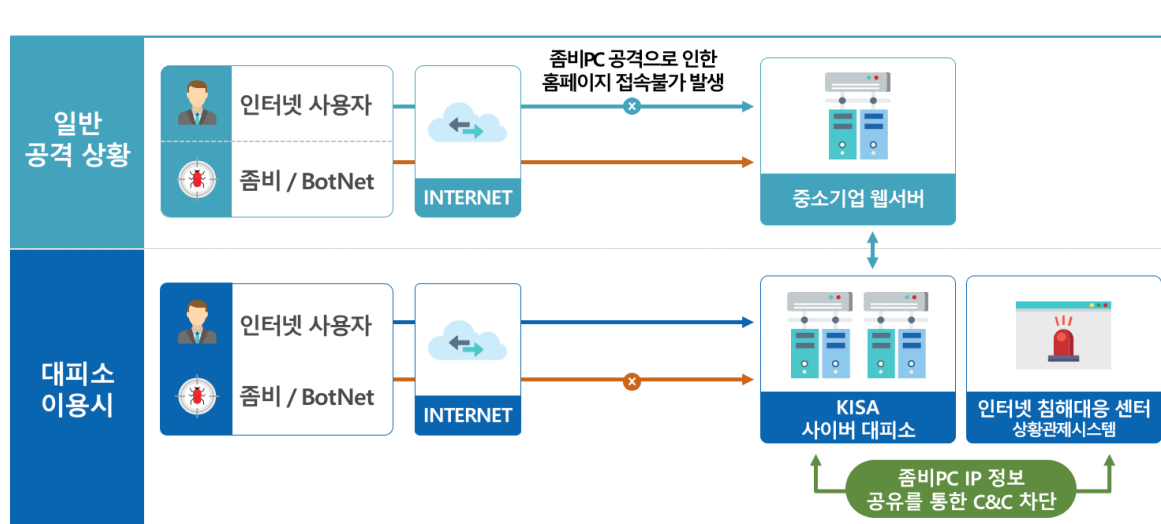 일반
공격 상황
인터넷 사용자
좀비 / BotNet
INTERNET
좀비PC 공격으로 인한
홈페이지 접속불가 발생
중소기업 웹서버
대피소
이용시
인터넷 사용자
좀비 / BotNet
INTERNET
KISA
사이버 대피소
인터넷 침해대응 센터
상황관제시스템
좀비PC IP 정보
공유를 통한 C&C 차단